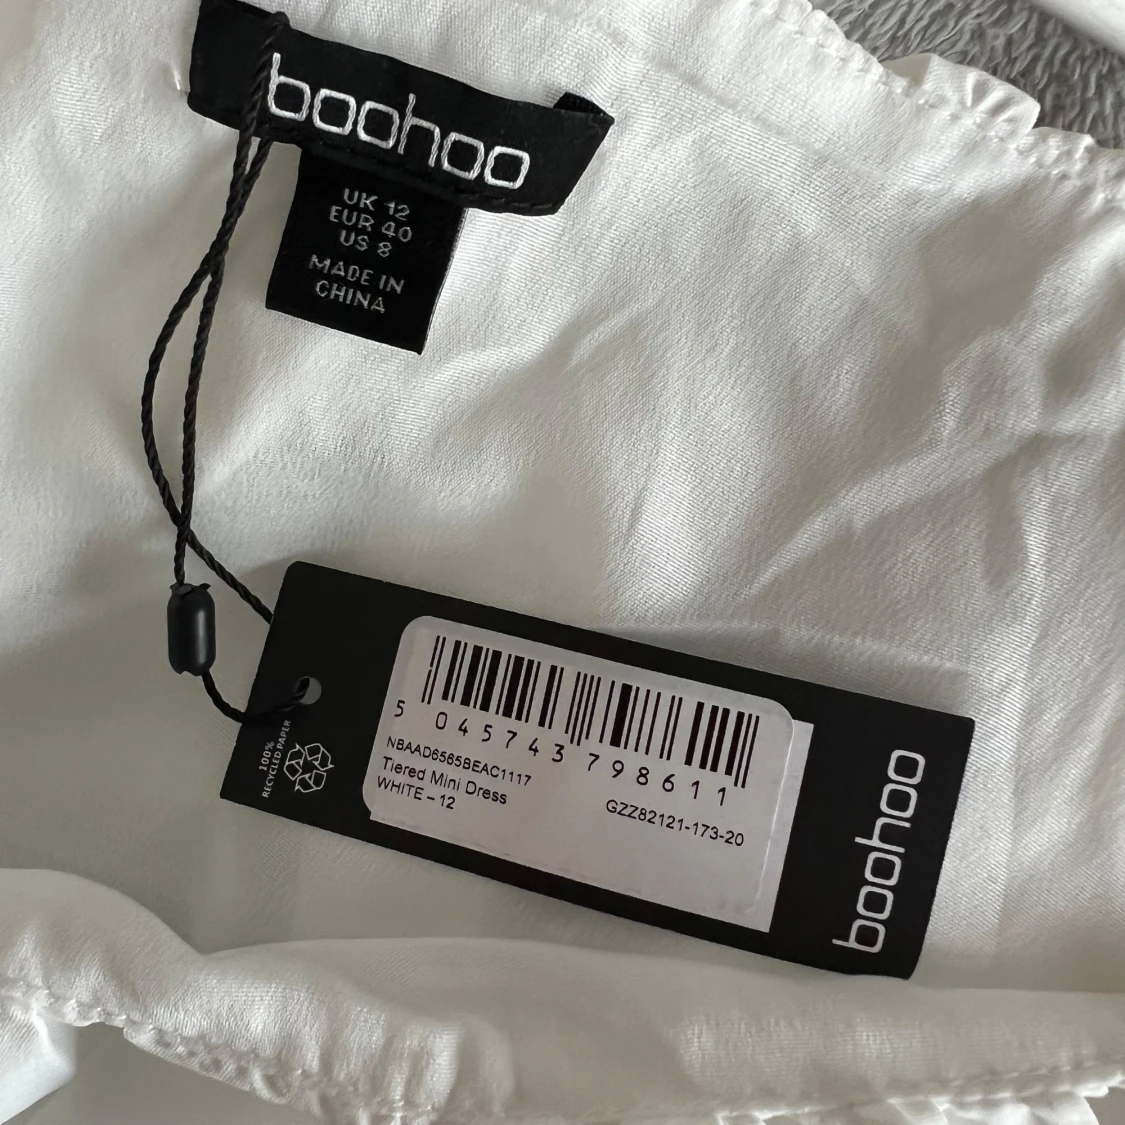 boohoo
UK 12
EUR 40
US 8
MADE IN
CHINA
100%
RECYCLED PAPER
5 045743 798611
NBAAD6565BEAC1117
Tiered Mini Dress
WHITE – 12
GZZ82121-173-20
boohoo